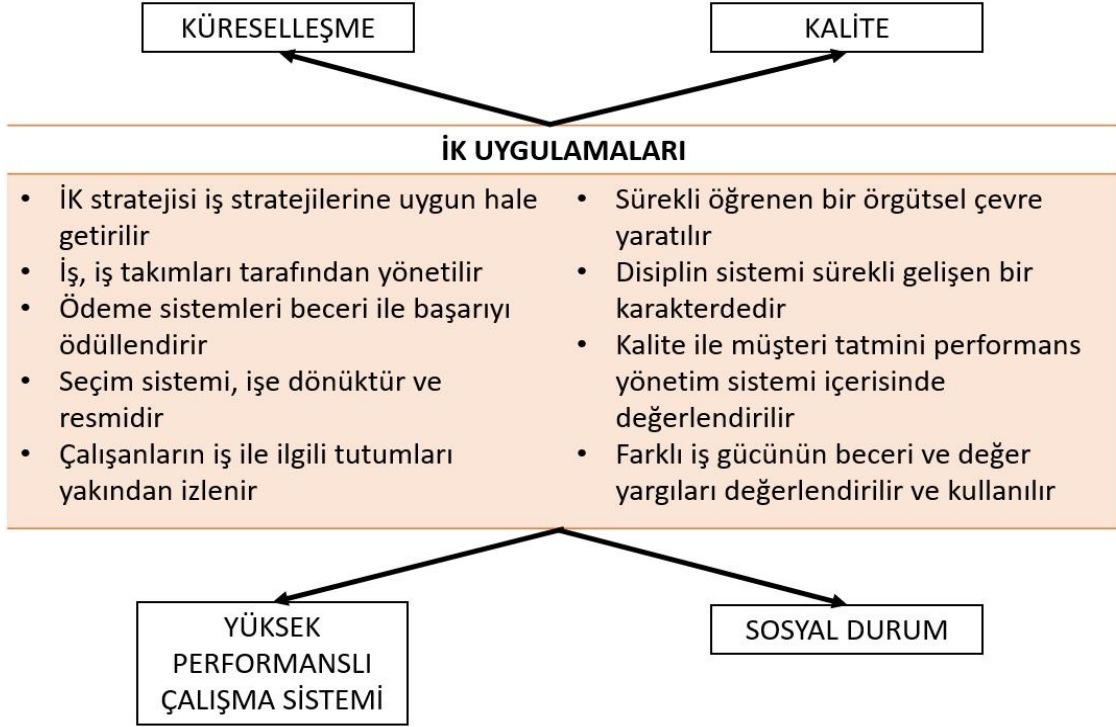 KÜRESELLEŞME
KALİTE
İK UYGULAMALARI
• İK stratejisi iş stratejilerine uygun hale
getirilir
• İş, iş takımları tarafından yönetilir
• Ödeme sistemleri beceri ile başarıyı
ödüllendirir
• Seçim sistemi, işe dönüktür ve
resmidir
• Çalışanların iş ile ilgili tutumları
yakından izlenir
• Sürekli öğrenen bir örgütsel çevre
yaratılır
• Disiplin sistemi sürekli gelişen bir
karakterdedir
• Kalite ile müşteri tatmini performans
yönetim sistemi içerisinde
değerlendirilir
• Farklı iş gücünün beceri ve değer
yargıları değerlendirilir ve kullanılır
YÜKSEK
PERFORMANSLI
ÇALIŞMA SİSTEMİ
SOSYAL DURUM